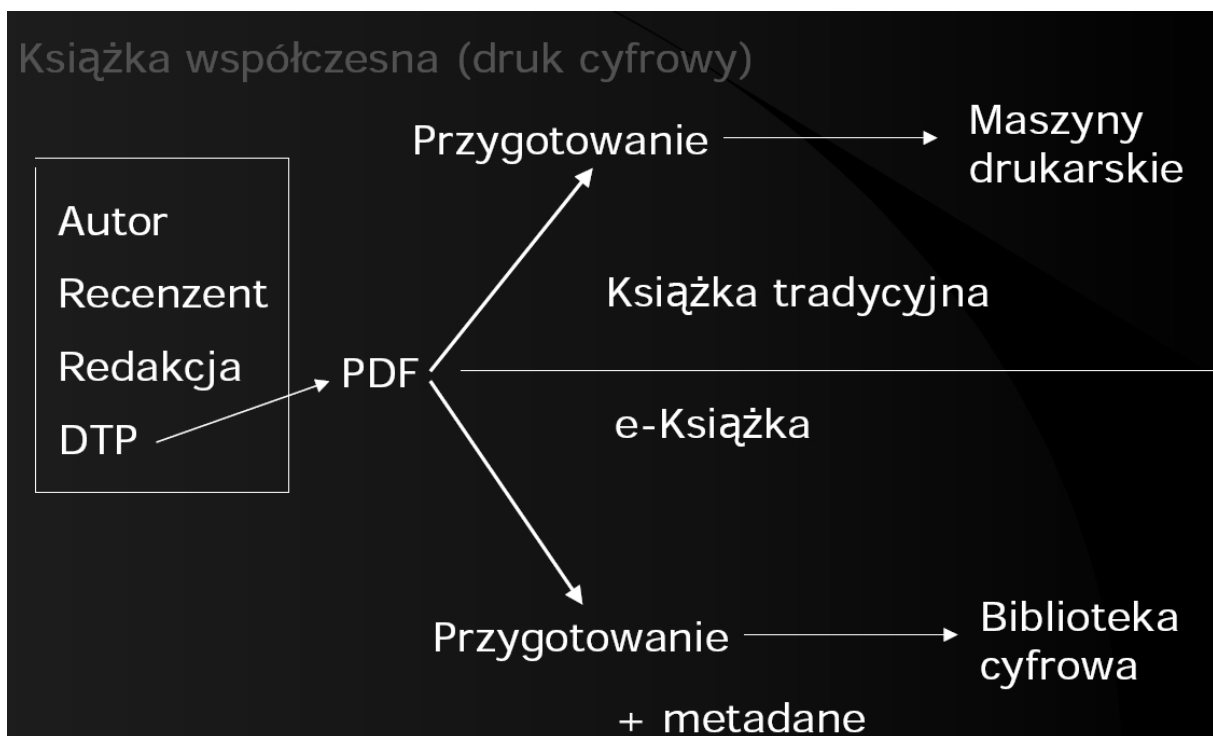 Książka współczesna (druk cyfrowy)
Przygotowanie
Maszyny
drukarskie
Autor
Recenzent
Redakcja
DTP
PDF
Książka tradycyjna
e-Książka
Przygotowanie
+ metadane
Biblioteka
cyfrowa